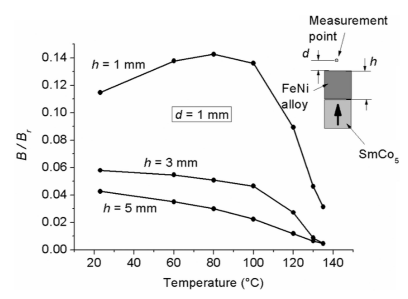 Measurement
point
d
h
FeNi
alloy
SmCo₅
h = 1 mm
d = 1 mm
h = 3 mm
h = 5 mm
B / Bᵣ
0.14
0.12
0.10
0.08
0.06
0.04
0.02
0.00
20 40 60 80 100 120 140
Temperature (°C)